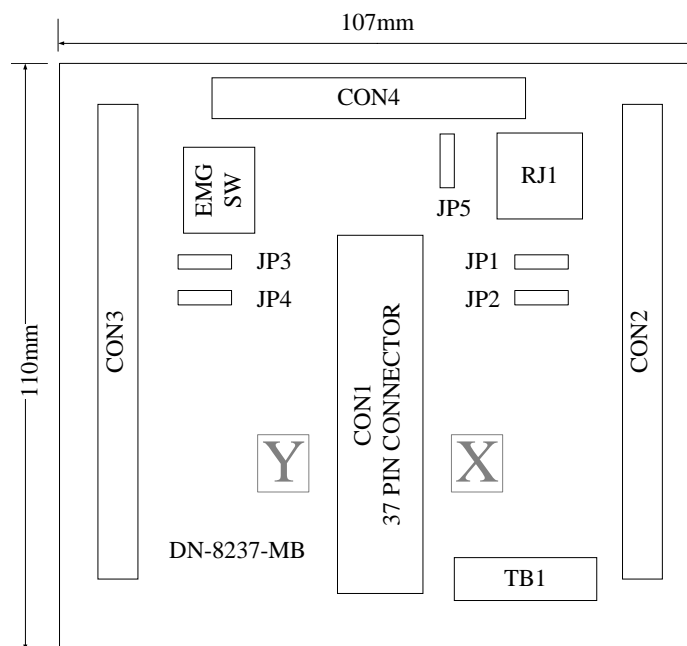 107mm
CON4
EMG
SW
RJ1
JP5
JP3
JP1
JP4
JP2
110mm
CON3
CON1
37 PIN CONNECTOR
CON2
Y
X
DN-8237-MB
TB1